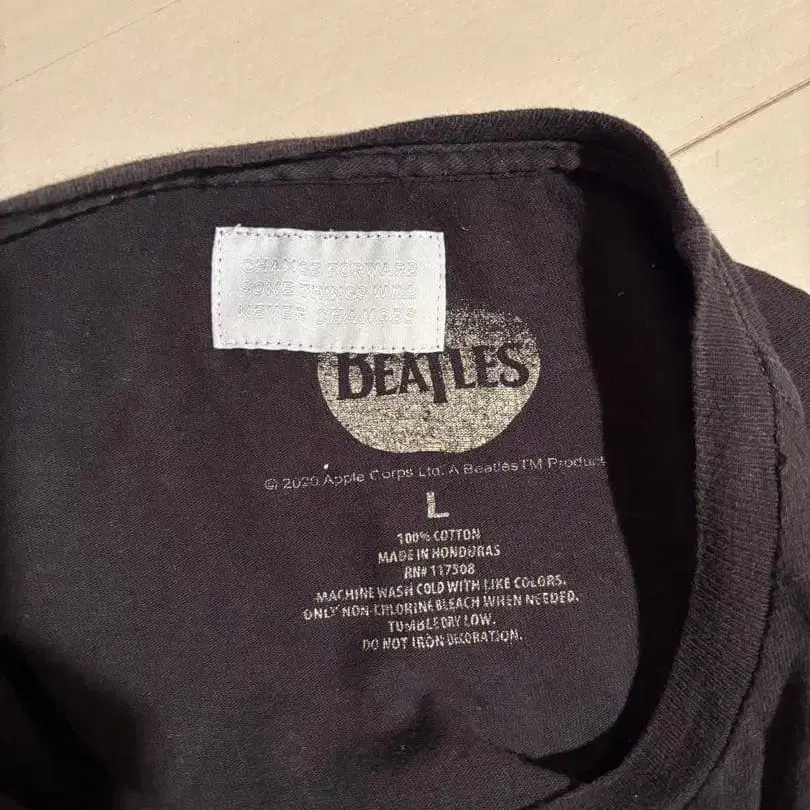 CHANGE FORWARD
SOME THINGS WILL
NEVER CHANGES
BEATLES
© 2020 Apple Corps Ltd. A Beatles™ Product
L
100% COTTON
MADE IN HONDURAS
RN# 117508
MACHINE WASH COLD WITH LIKE COLORS.
ONLY NON-CHLORINE BLEACH WHEN NEEDED.
TUMBLE DRY LOW.
DO NOT IRON DECORATION.